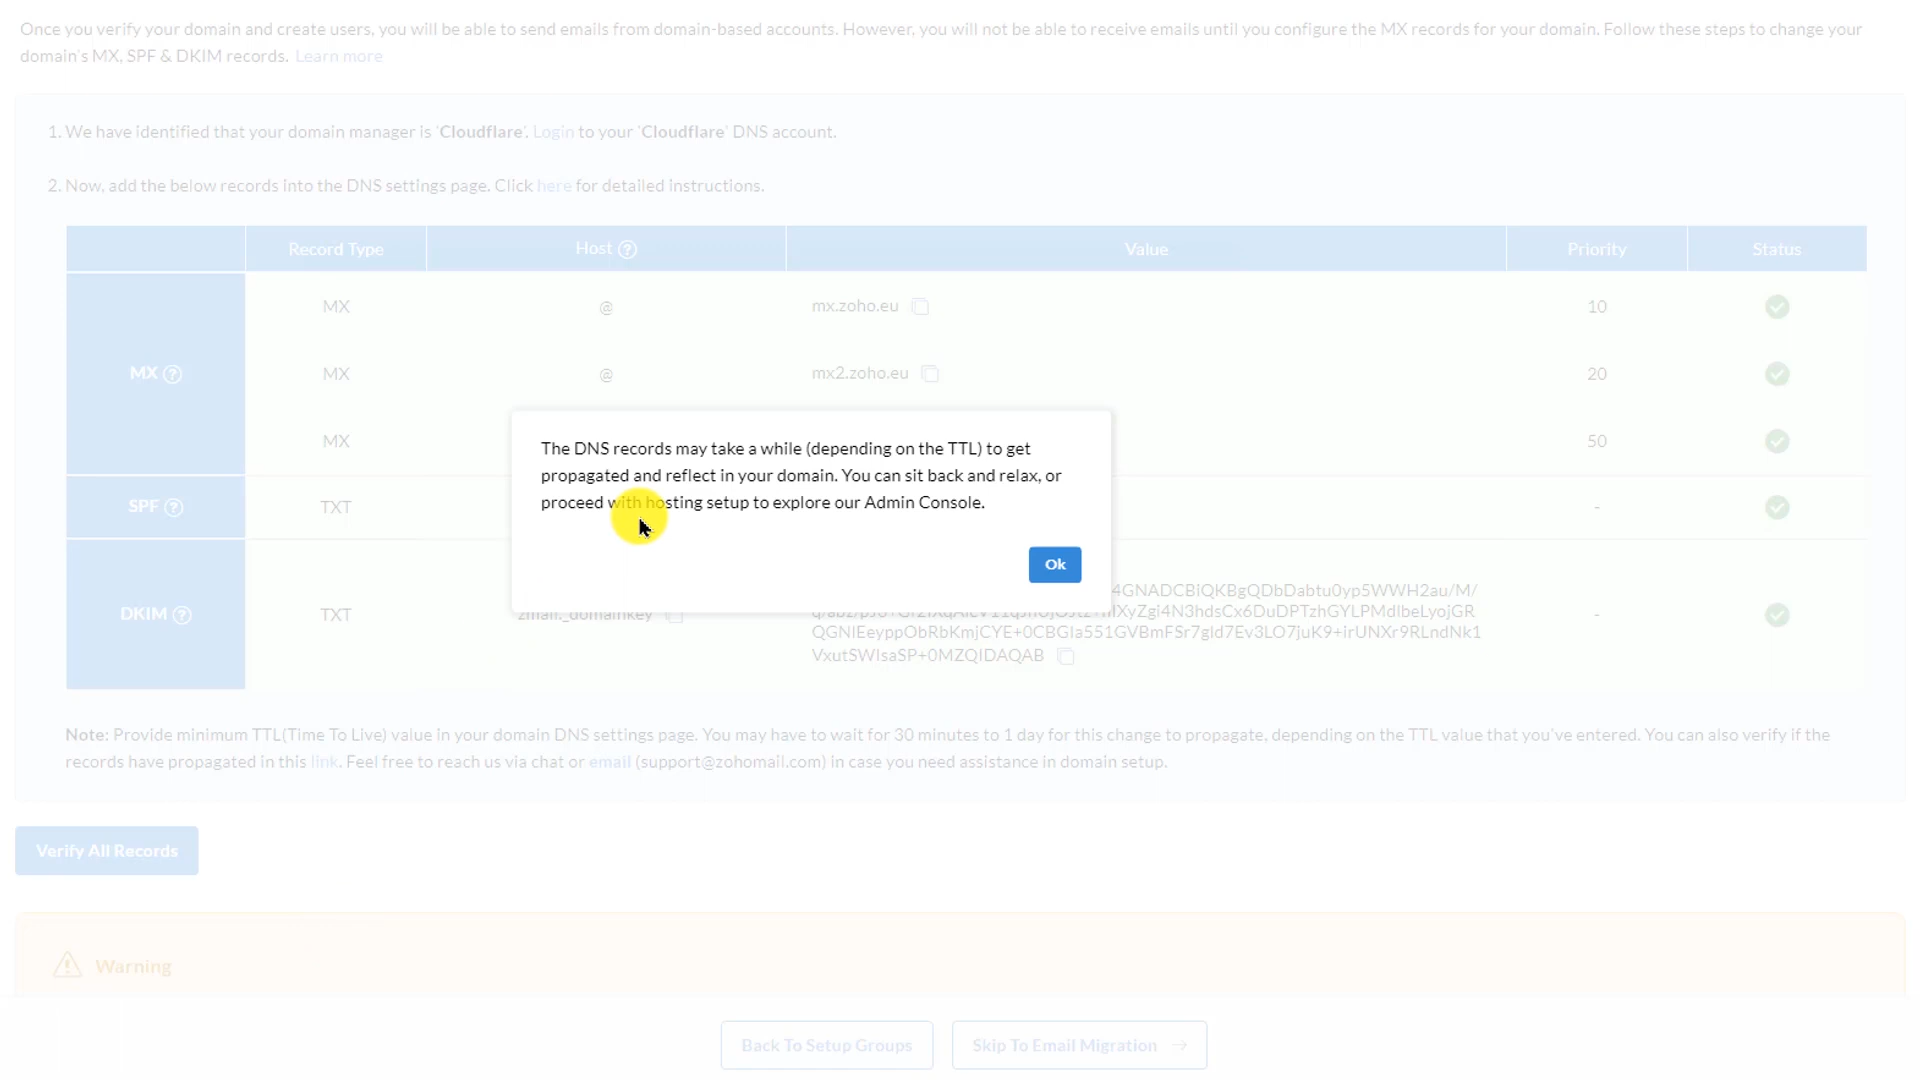 Once you verify your domain and create users, you will be able to send emails from domain-based accounts. However, you will not be able to receive emails until you configure the MX records for your domain. Follow these steps to change your
domain's MX, SPF & DKIM records. Learn more
1. We have identified that your domain manager is 'Cloudflare'. Login to your 'Cloudflare' DNS account.
2. Now, add the below records into the DNS settings page. Click here for detailed instructions.
Record Type Host Value Priority Status
MX @ mx.zoho.eu 10
MX MX @ mx2.zoho.eu 20
MX 50
The DNS records may take a while (depending on the TTL) to get
propagated and reflect in your domain. You can sit back and relax, or
proceed with hosting setup to explore our Admin Console.
Ok
SPF TXT -
DKIM TXT zmail._domainkey -
4GNADCBiQKBgQDbDabtu0yp5WWH2au/M/
QGNIEeyppObRbKmjCYE+0CBGIa551GVBmFSr7gld7Ev3LO7juK9+irUNXr9RLndNk1
VxutSWIsaSP+0MZQIDAQAB
Note: Provide minimum TTL(Time To Live) value in your domain DNS settings page. You may have to wait for 30 minutes to 1 day for this change to propagate, depending on the TTL value that you've entered. You can also verify if the
records have propagated in this link. Feel free to reach us via chat or email (support@zohomail.com) in case you need assistance in domain setup.
Verify All Records
Warning
Back To Setup Groups Skip To Email Migration